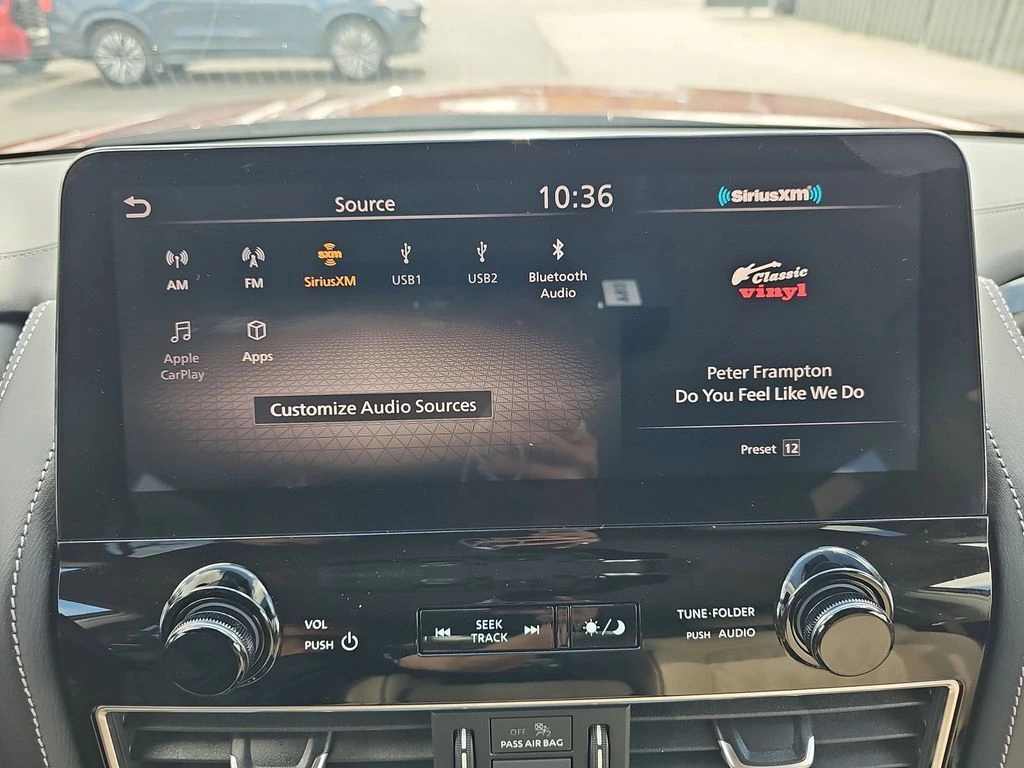 Source
10:36
SiriusXM
AM
FM
sxm
SiriusXM
USB1
USB2
Bluetooth
Audio
Apple
CarPlay
Apps
Customize Audio Sources
Classic
vinyl
Peter Frampton
Do You Feel Like We Do
Preset 12
VOL
PUSH
SEEK
TRACK
TUNE·FOLDER
PUSH AUDIO
OFF
PASS AIR BAG